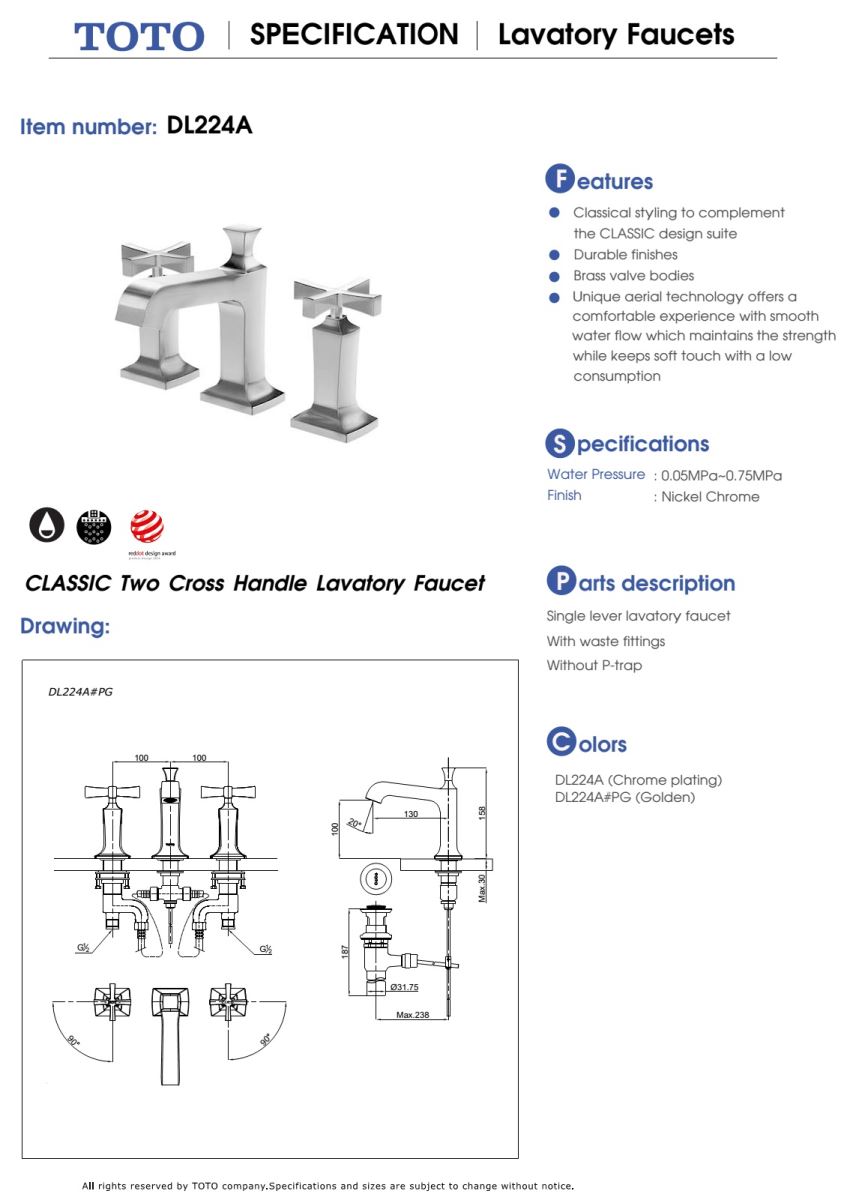 TOTO | SPECIFICATION | Lavatory Faucets
Item number: DL224A
Features
Classical styling to complement
the CLASSIC design suite
Durable finishes
Brass valve bodies
Unique aerial technology offers a
comfortable experience with smooth
water flow which maintains the strength
while keeps soft touch with a low
consumption
Specifications
Water Pressure : 0.05MPa~0.75MPa
Finish : Nickel Chrome
reddot design award
CLASSIC Two Cross Handle Lavatory Faucet
Drawing:
Parts description
Single lever lavatory faucet
With waste fittings
Without P-trap
Colors
DL224A (Chrome plating)
DL224A#PG (Golden)
DL224A#PG
100 100
130
158
100
20°
Max.30
TOTO
G½ G½
187
Ø31.75
Max.238
90° 90°
All rights reserved by TOTO company.Specifications and sizes are subject to change without notice.